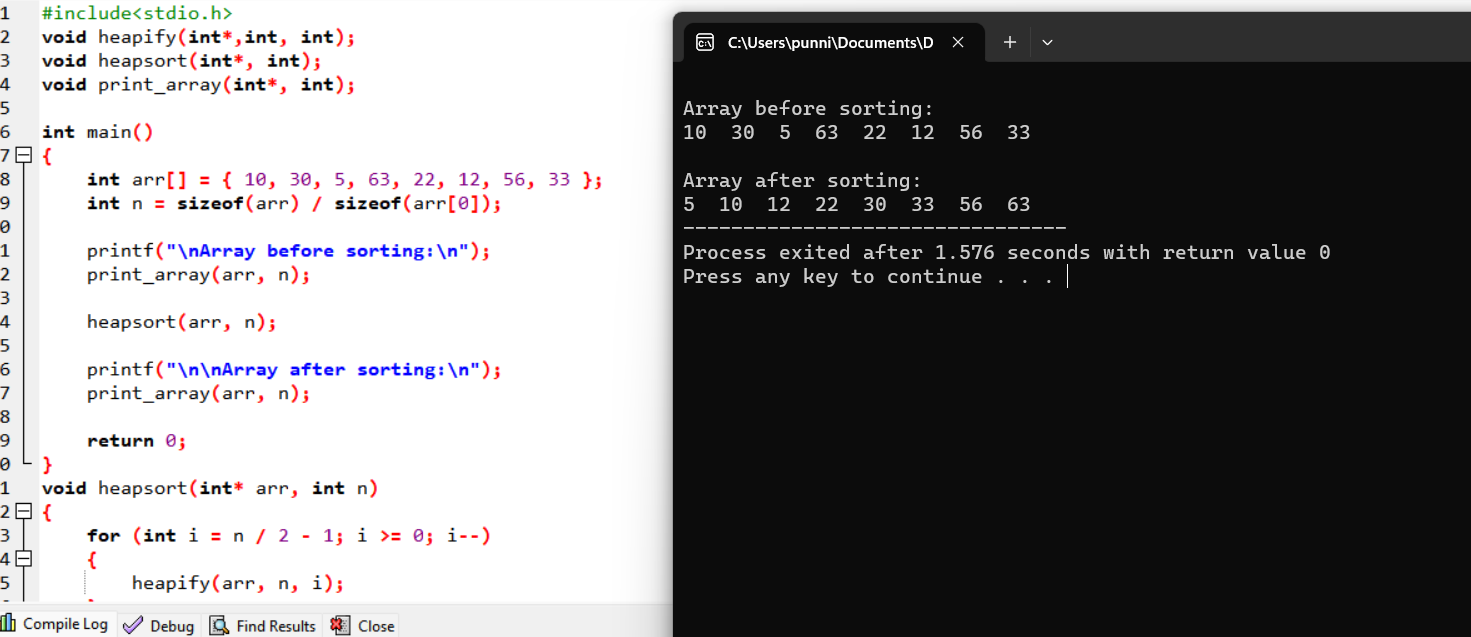 1 #include<stdio.h>
2 void heapify(int*,int, int);
3 void heapsort(int*, int);
4 void print_array(int*, int);
5
6 int main()
7 {
8 int arr[] = { 10, 30, 5, 63, 22, 12, 56, 33 };
9 int n = sizeof(arr) / sizeof(arr[0]);
0
1 printf("\nArray before sorting:\n");
2 print_array(arr, n);
3
4 heapsort(arr, n);
5
6 printf("\n\nArray after sorting:\n");
7 print_array(arr, n);
8
9 return 0;
0 }
1 void heapsort(int* arr, int n)
2 {
3 for (int i = n / 2 - 1; i >= 0; i--)
4 {
5 heapify(arr, n, i);
Compile Log Debug Find Results Close
C:\Users\punni\Documents\D
Array before sorting:
10 30 5 63 22 12 56 33
Array after sorting:
5 10 12 22 30 33 56 63
--------------------------------
Process exited after 1.576 seconds with return value 0
Press any key to continue . . .